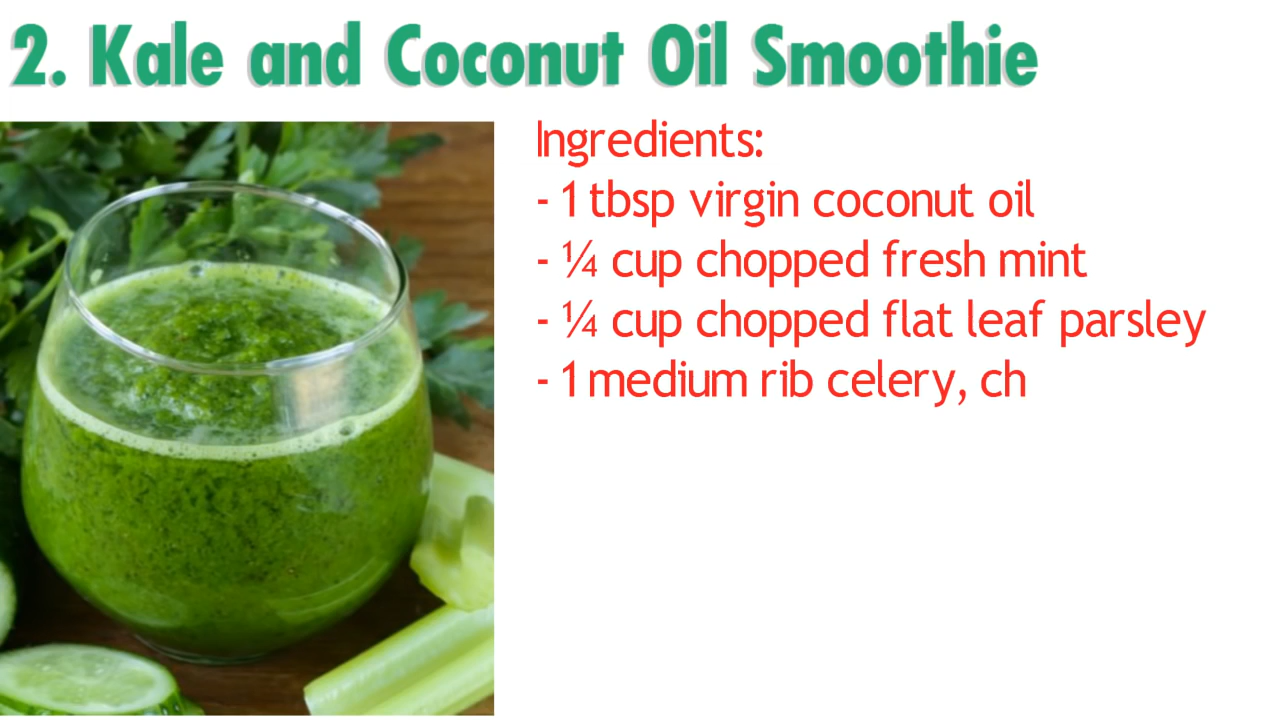 2. Kale and Coconut Oil Smoothie
Ingredients:
- 1 tbsp virgin coconut oil
- ¼ cup chopped fresh mint
- ¼ cup chopped flat leaf parsley
- 1 medium rib celery, ch